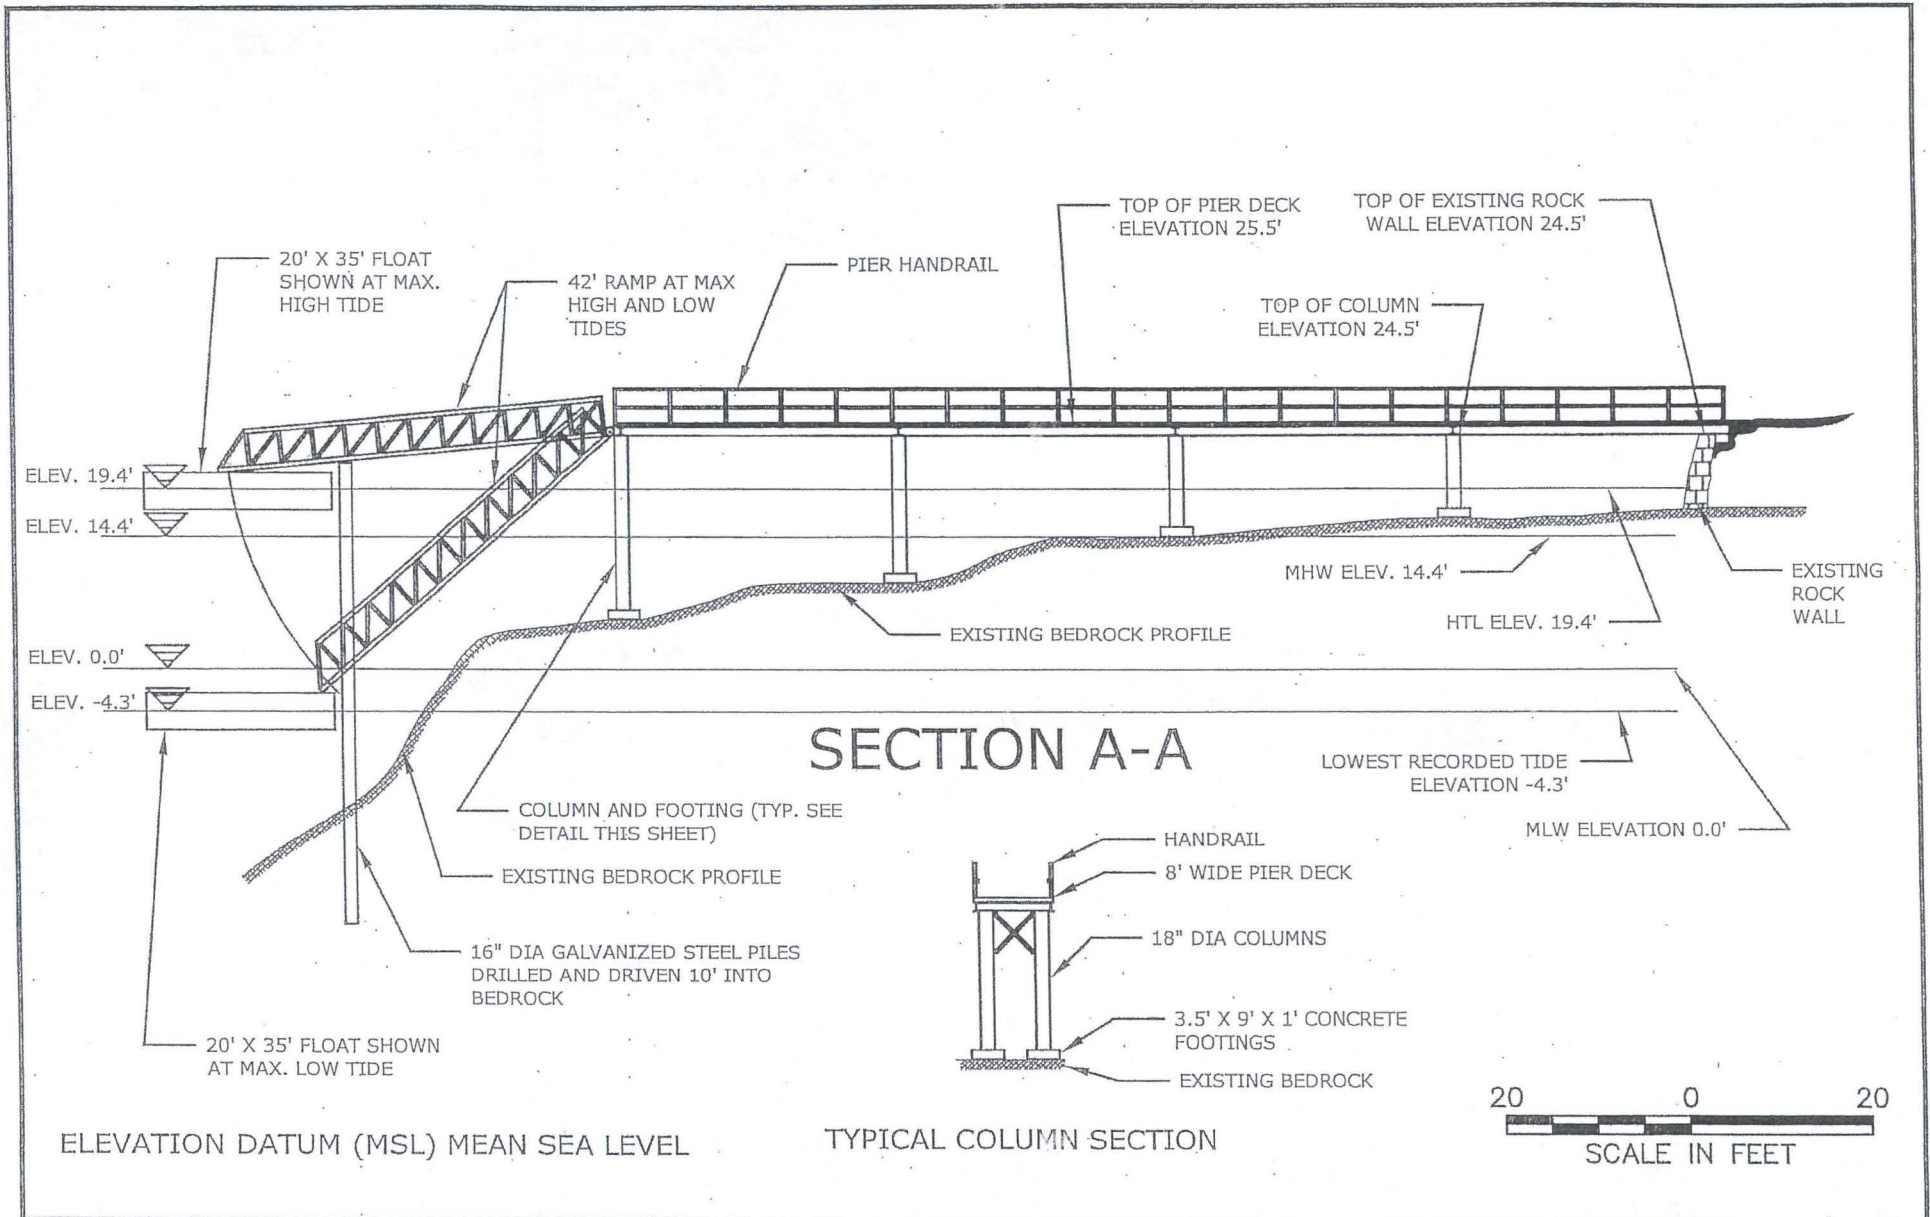 TOP OF PIER DECK
ELEVATION 25.5'
TOP OF EXISTING ROCK
WALL ELEVATION 24.5'
20' X 35' FLOAT
SHOWN AT MAX.
HIGH TIDE
42' RAMP AT MAX
HIGH AND LOW
TIDES
PIER HANDRAIL
TOP OF COLUMN
ELEVATION 24.5'
ELEV. 19.4'
ELEV. 14.4'
MHW ELEV. 14.4'
EXISTING
ROCK
WALL
HTL ELEV. 19.4'
EXISTING BEDROCK PROFILE
ELEV. 0.0'
ELEV. -4.3'
SECTION A-A
LOWEST RECORDED TIDE
ELEVATION -4.3'
MLW ELEVATION 0.0'
COLUMN AND FOOTING (TYP. SEE
DETAIL THIS SHEET)
EXISTING BEDROCK PROFILE
16" DIA GALVANIZED STEEL PILES
DRILLED AND DRIVEN 10' INTO
BEDROCK
20' X 35' FLOAT SHOWN
AT MAX. LOW TIDE
HANDRAIL
8' WIDE PIER DECK
18" DIA COLUMNS
3.5' X 9' X 1' CONCRETE
FOOTINGS
EXISTING BEDROCK
ELEVATION DATUM (MSL) MEAN SEA LEVEL
TYPICAL COLUMN SECTION
20 0 20
SCALE IN FEET